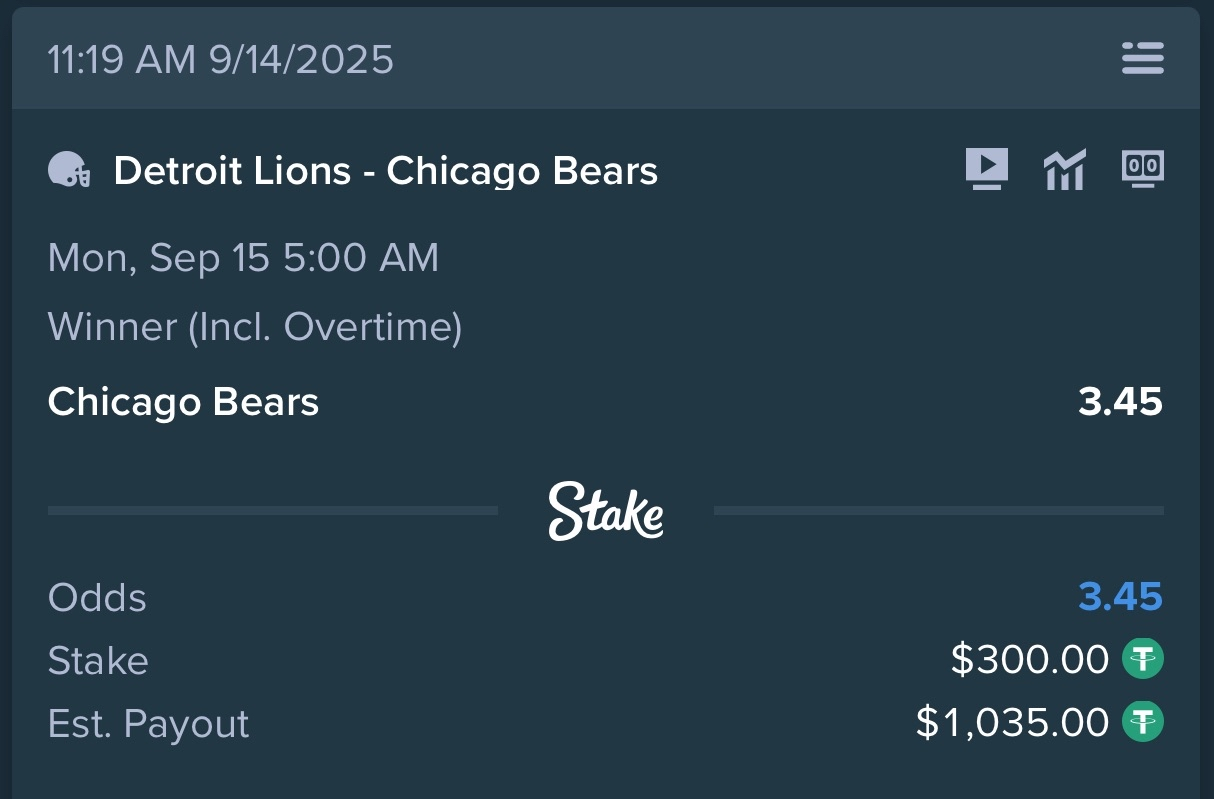 11:19 AM 9/14/2025
Detroit Lions - Chicago Bears
00
Mon, Sep 15 5:00 AM
Winner (Incl. Overtime)
Chicago Bears 3.45
Stake
Odds 3.45
Stake $300.00
Est. Payout $1,035.00